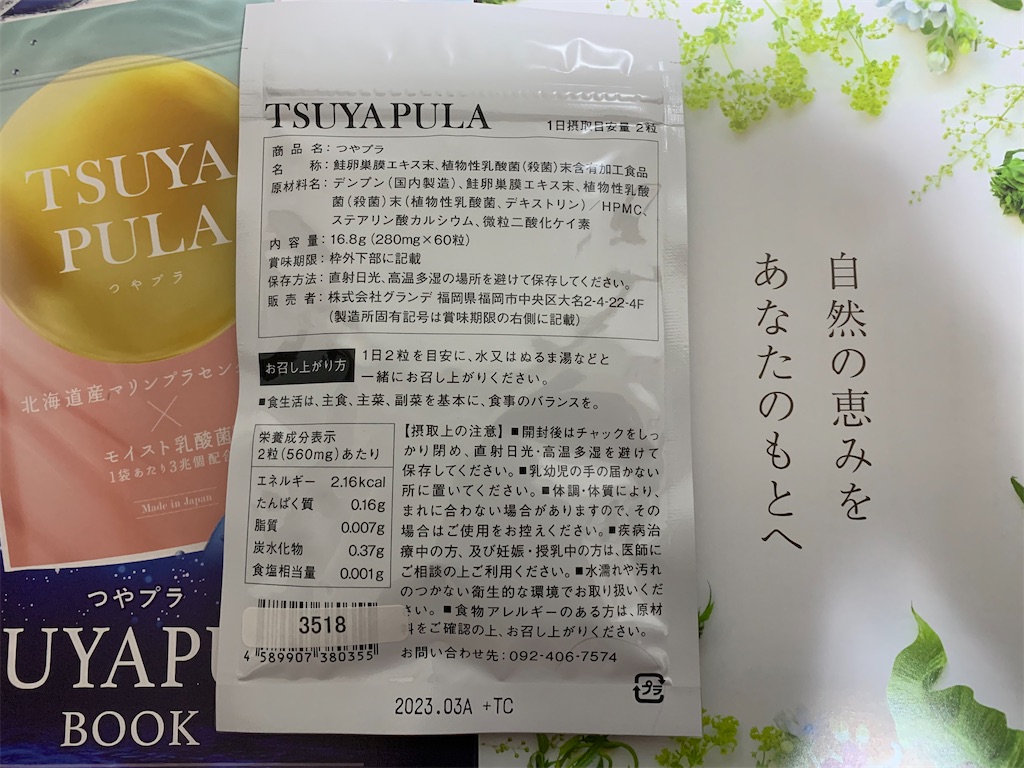 TSUYA
PULA
つやプラ
北海道産マリンプラセン
×
モイスト乳酸菌
1袋あたり3兆個配合
Made in Japan
つやプラ
UYAPU
BOOK
TSUYAPULA
1日摂取目安量 2粒
商品名：つやプラ
名称：鮭卵巣膜エキス末、植物性乳酸菌(殺菌)末含有加工食品
原材料名：デンプン(国内製造)、鮭卵巣膜エキス末、植物性乳酸
菌(殺菌)末(植物性乳酸菌、デキストリン)／HPMC、
ステアリン酸カルシウム、微粒二酸化ケイ素
内容量：16.8g (280mg×60粒)
賞味期限：枠外下部に記載
保存方法：直射日光、高温多湿の場所を避けて保存してください。
販売者：株式会社グランデ 福岡県福岡市中央区大名2-4-22-4F
(製造所固有記号は賞味期限の右側に記載)
お召し上がり方
1日2粒を目安に、水又はぬるま湯などと
一緒にお召し上がりください。
■食生活は、主食、主菜、副菜を基本に、食事のバランスを。
栄養成分表示
2粒(560mg)あたり
エネルギー 2.16kcal
たんぱく質 0.16g
脂質 0.007g
炭水化物 0.37g
食塩相当量 0.001g
【摂取上の注意】■開封後はチャックをしっ
かり閉め、直射日光・高温多湿を避けて
保存してください。■乳幼児の手の届かない
所に置いてください。■体調・体質により、
まれに合わない場合がありますので、その
場合はご使用をお控えください。■疾病治
療中の方、及び妊娠・授乳中の方は、医師に
ご相談の上ご利用ください。■水濡れや汚れ
のつかない衛生的な環境でお取り扱いくだ
さい。■食物アレルギーのある方は、原材
料をご確認の上、お召し上がりください。
お問い合わせ先：092-406-7574
3518
4 589907 380355
プラ
2023.03A +TC
自然の恵みを
あなたのもとへ